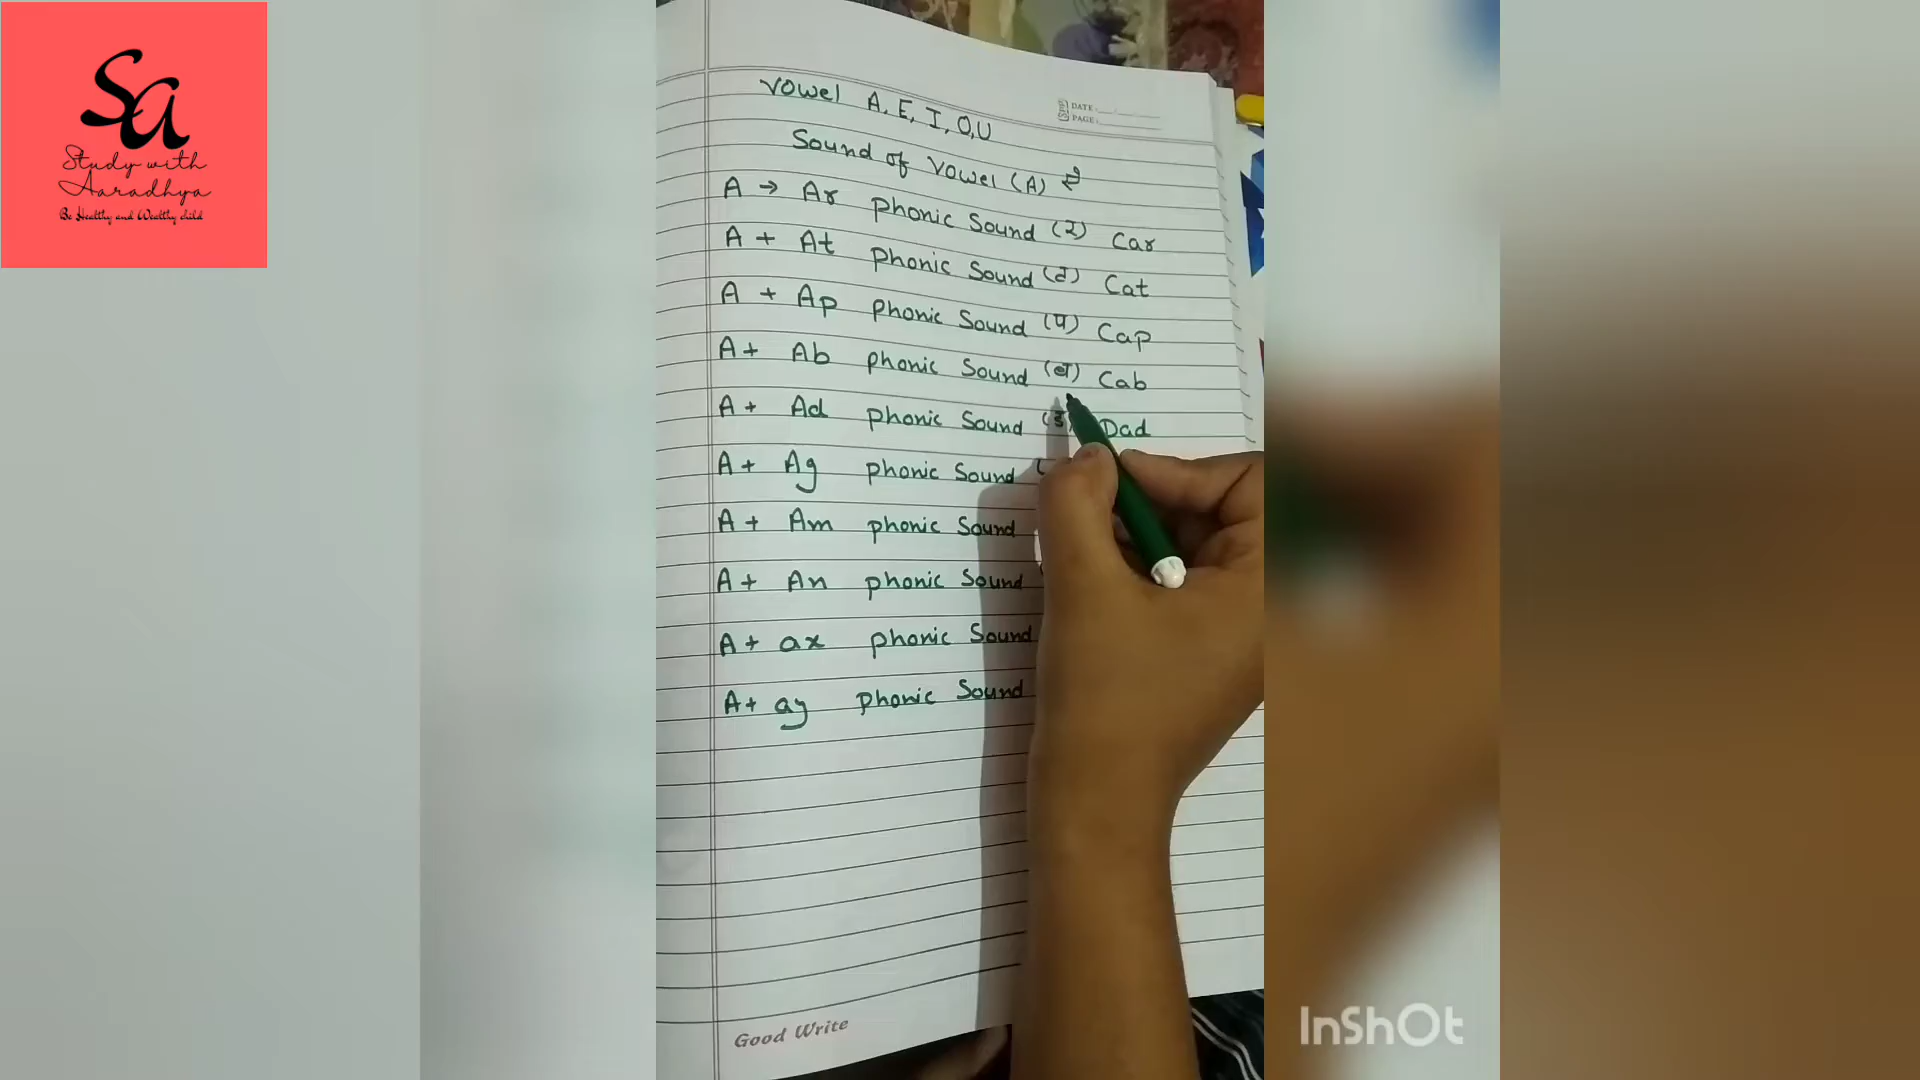 Sa
Study with
Aaradhya
Be Healthy and Wealthy child
DATE:
PAGE:
Vowel A, E, I, O, U
Sound of Vowel (A)
A → Ar phonic Sound (र) Car
A + At phonic Sound (त) Cat
A + Ap phonic Sound (प) Cap
A + Ab phonic Sound (ब) Cab
A + Ad phonic Sound (ड) Dad
A + Ag phonic Sound (
A + Am phonic Sound
A + An phonic Sound
A + ax phonic Sound
A + ay phonic Sound
Good Write
InShOt